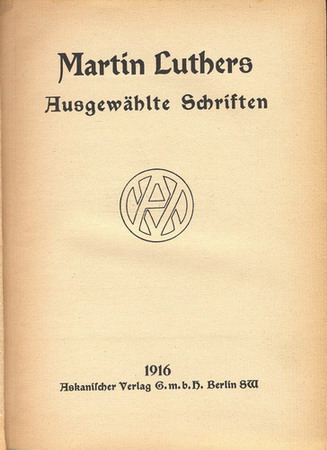 Martin Luthers
Ausgewählte Schriften
1916
Askanischer Verlag G.m.b.H. Berlin SW